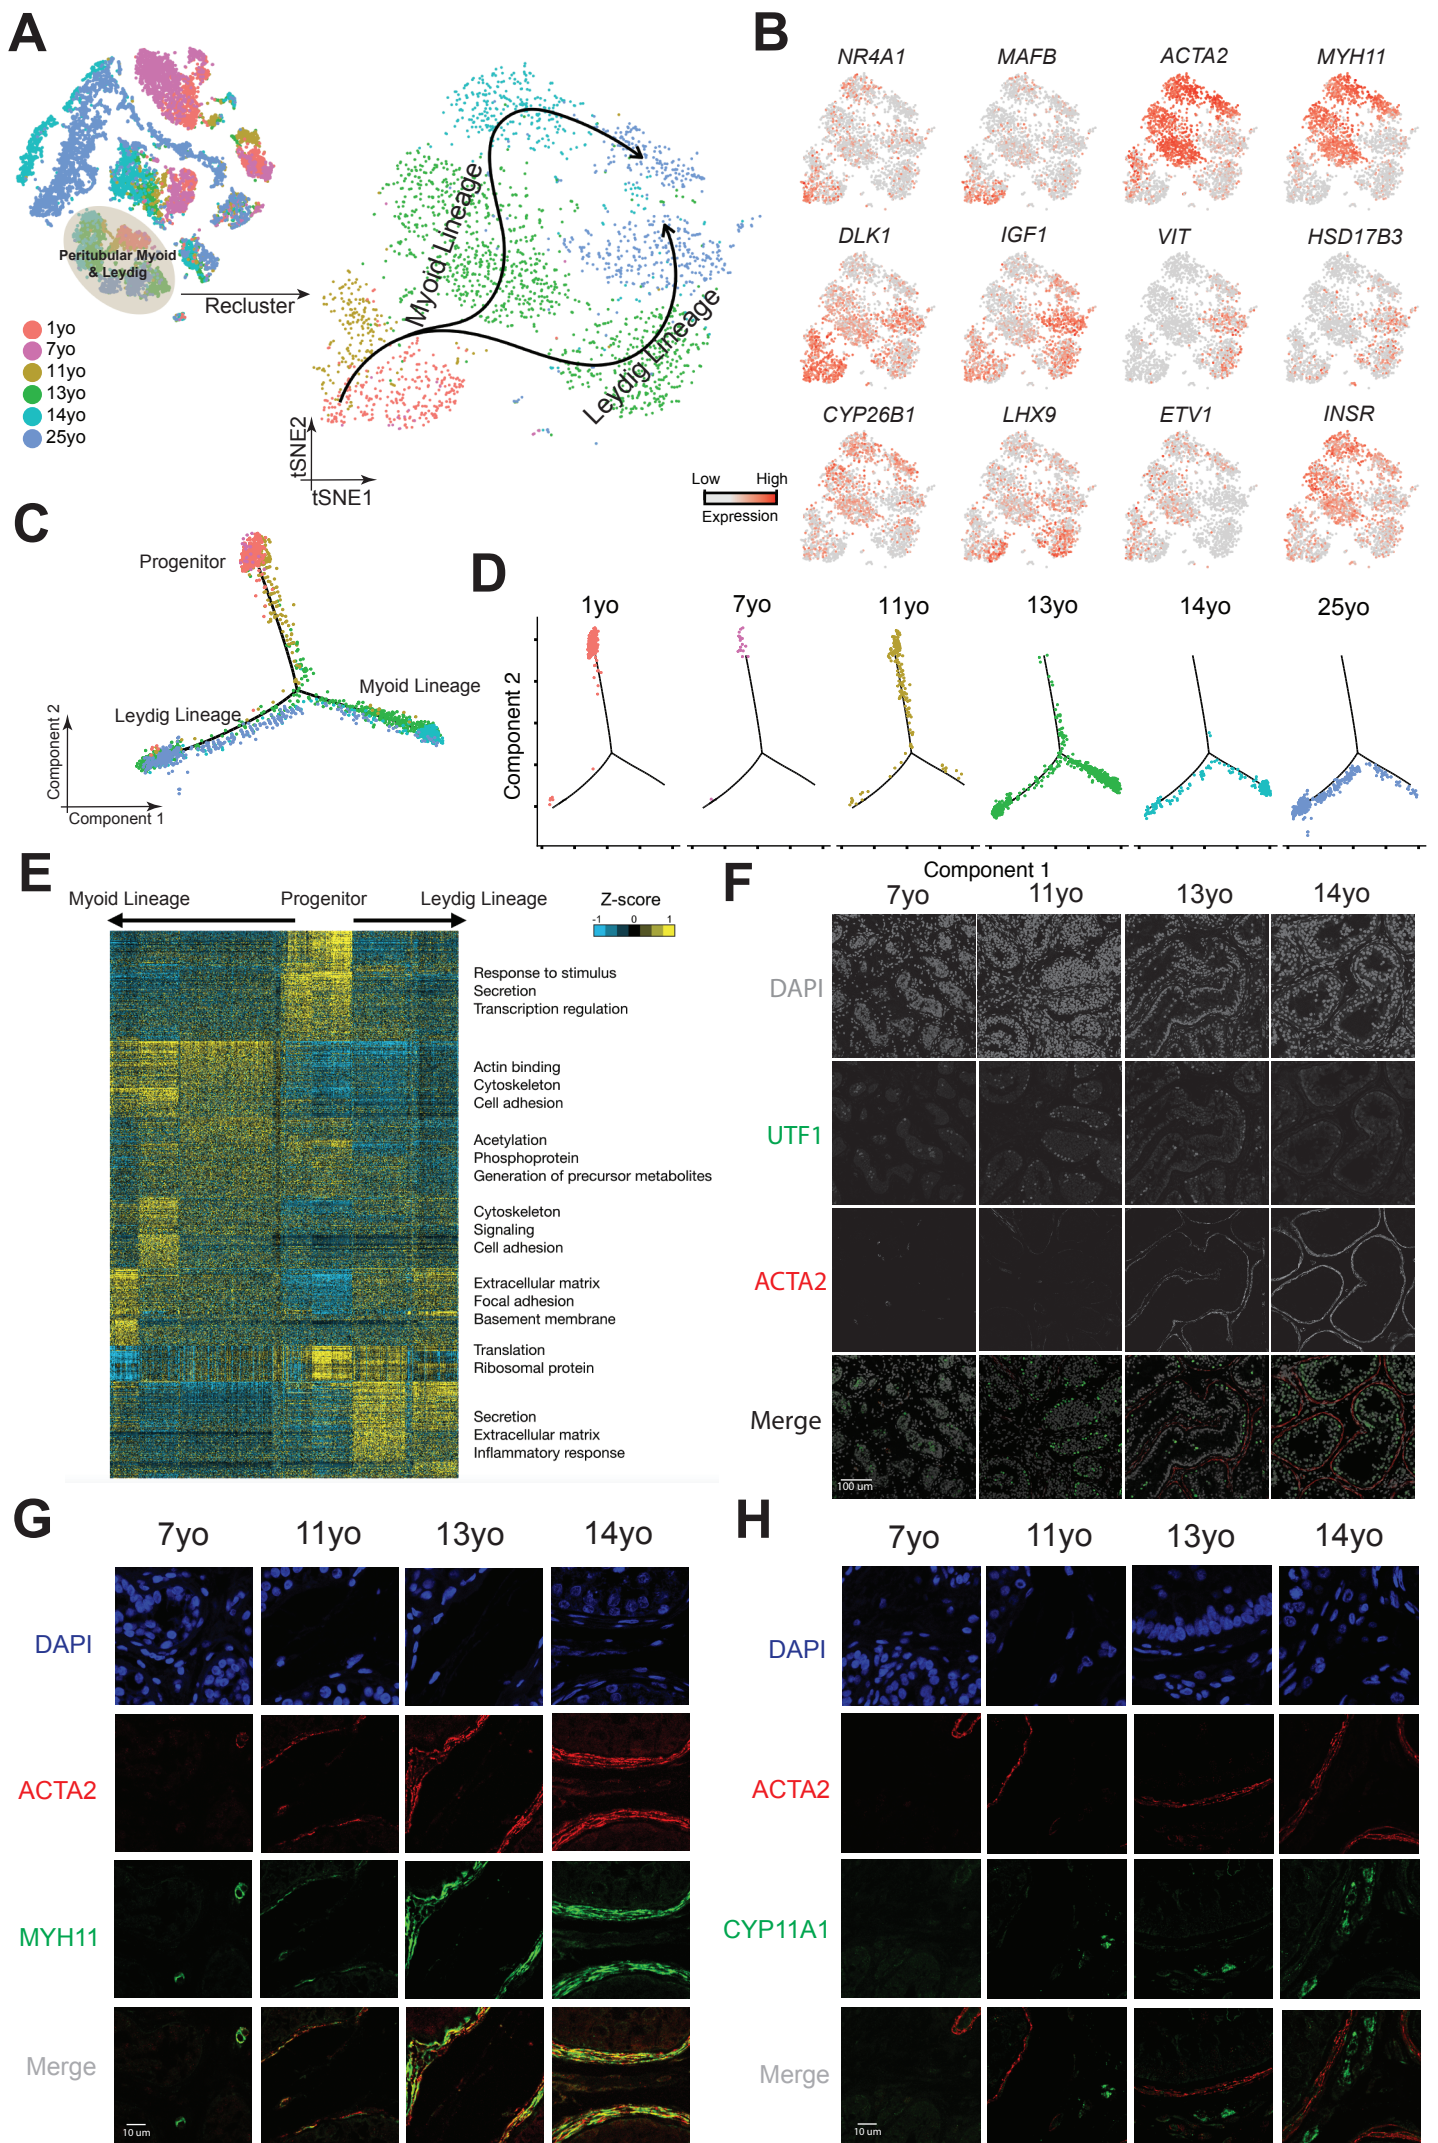 A
Peritubular Myoid
& Leydig
Recluster
1yo
7yo
11yo
13yo
14yo
25yo
Myoid Lineage
Leydig Lineage
tSNE2
tSNE1
B
NR4A1 MAFB ACTA2 MYH11
DLK1 IGF1 VIT HSD17B3
CYP26B1 LHX9 ETV1 INSR
Low High
Expression
C
Progenitor
Myoid Lineage
Leydig Lineage
Component 2
Component 1
D
1yo 7yo 11yo 13yo 14yo 25yo
Component 2
Component 1
E
Myoid Lineage Progenitor Leydig Lineage
Z-score
-1 0 1
Response to stimulus
Secretion
Transcription regulation
Actin binding
Cytoskeleton
Cell adhesion
Acetylation
Phosphoprotein
Generation of precursor metabolites
Cytoskeleton
Signaling
Cell adhesion
Extracellular matrix
Focal adhesion
Basement membrane
Translation
Ribosomal protein
Secretion
Extracellular matrix
Inflammatory response
F
7yo 11yo 13yo 14yo
DAPI
UTF1
ACTA2
Merge
100 um
G
7yo 11yo 13yo 14yo
DAPI
ACTA2
MYH11
Merge
10 um
H
7yo 11yo 13yo 14yo
DAPI
ACTA2
CYP11A1
Merge
10 um